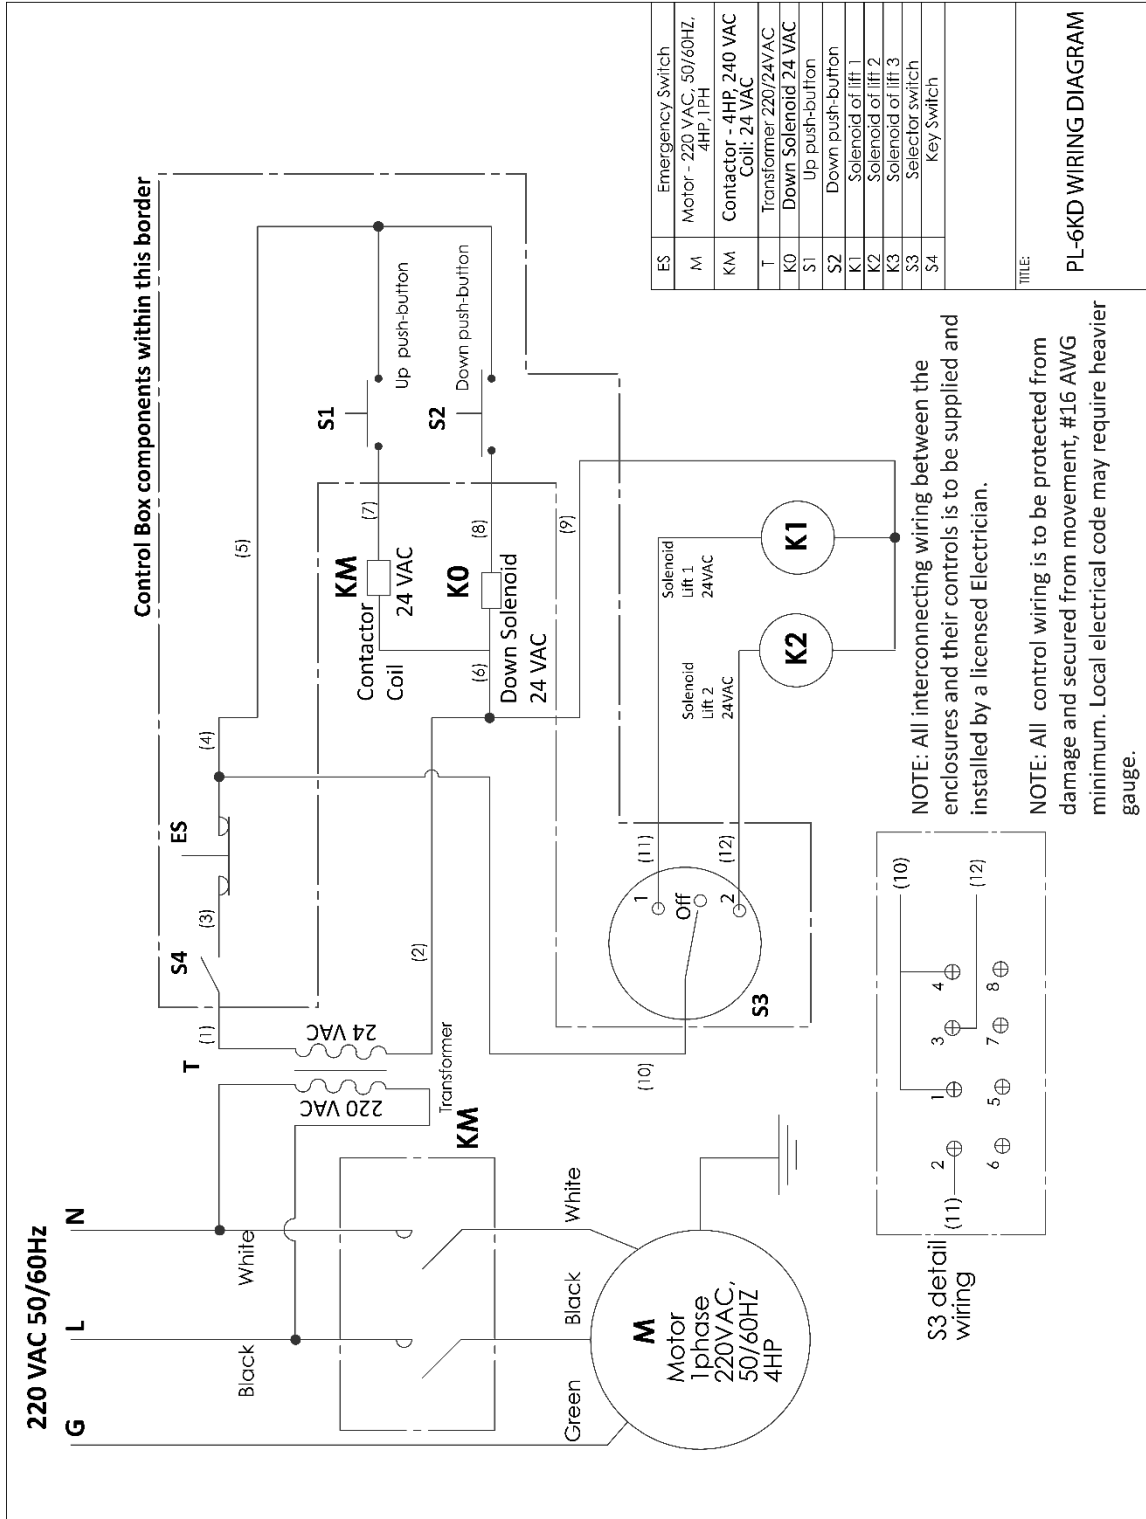 220 VAC 50/60Hz
G
L
N
Black
White
Green
Black
White
KM
M
Motor
1phase
220VAC,
50/60HZ
4HP
T
220 VAC
24 VAC
Transformer
Control Box components within this border
(1)
S4
(3)
ES
(4)
(5)
(2)
(10)
Contactor
Coil
KM
24 VAC
(7)
S1
Up push-button
(6)
K0
Down Solenoid
24 VAC
(8)
S2
Down push-button
(9)
S3
1
Off
2
(11)
(12)
Solenoid
Lift 1
24VAC
K1
Solenoid
Lift 2
24VAC
K2
S3 detail
wiring
(11)
2
1
3
4
6
5
7
8
(10)
(12)
NOTE: All interconnecting wiring between the
enclosures and their controls is to be supplied and
installed by a licensed Electrician.
NOTE: All control wiring is to be protected from
damage and secured from movement, #16 AWG
minimum. Local electrical code may require heavier
gauge.
ES Emergency Switch
M Motor - 220 VAC, 50/60HZ,
4HP,1PH
KM Contactor - 4HP, 240 VAC
Coil: 24 VAC
T Transformer 220/24VAC
K0 Down Solenoid 24 VAC
S1 Up push-button
S2 Down push-button
K1 Solenoid of lift 1
K2 Solenoid of lift 2
K3 Solenoid of lift 3
S3 Selector switch
S4 Key Switch
TITLE:
PL-6KD WIRING DIAGRAM